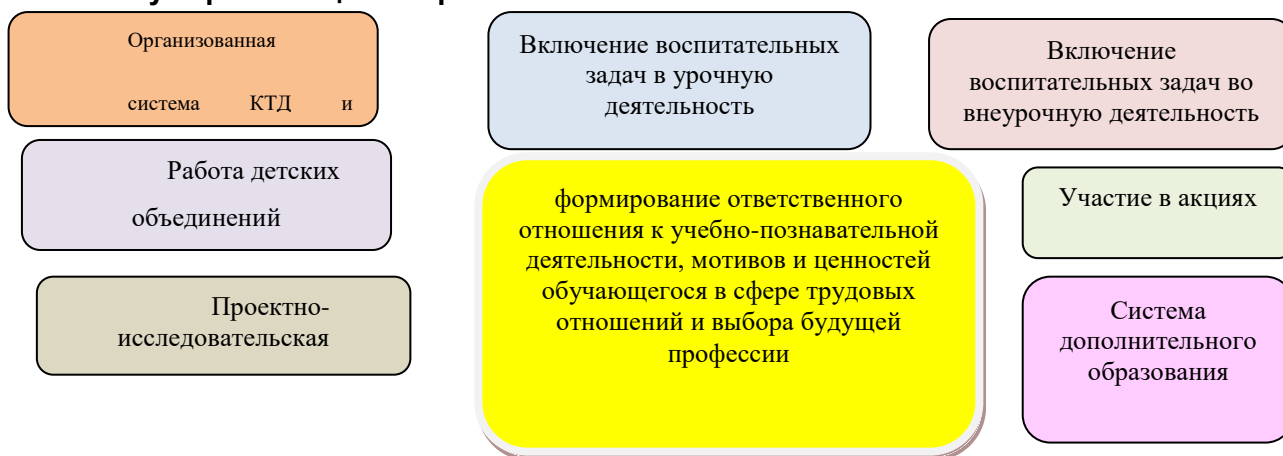 Организованная
система КТД и
Включение воспитательных
задач в урочную
деятельность
Включение
воспитательных задач во
внеурочную деятельность
Работа детских
объединений
формирование ответственного
отношения к учебно-познавательной
деятельности, мотивов и ценностей
обучающегося в сфере трудовых
отношений и выбора будущей
профессии
Участие в акциях
Проектно-
исследовательская
Система
дополнительного
образования